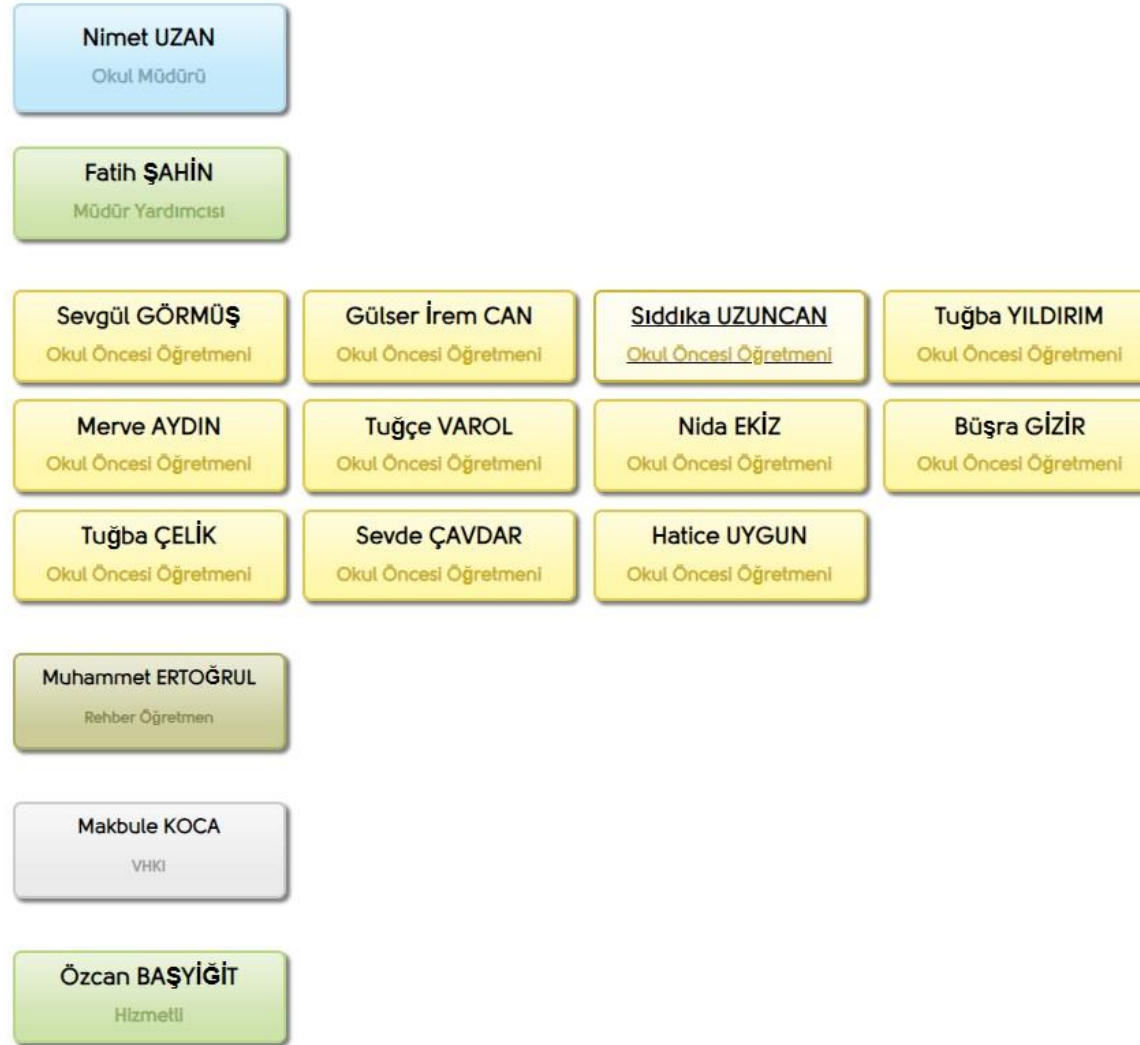 Nimet UZAN
Okul Müdürü
Fatih ŞAHİN
Müdür Yardımcısı
Sevgül GÖRMÜŞ
Okul Öncesi Öğretmeni
Gülser İrem CAN
Okul Öncesi Öğretmeni
Sıddıka UZUNCAN
Okul Öncesi Öğretmeni
Tuğba YILDIRIM
Okul Öncesi Öğretmeni
Merve AYDIN
Okul Öncesi Öğretmeni
Tuğçe VAROL
Okul Öncesi Öğretmeni
Nida EKİZ
Okul Öncesi Öğretmeni
Büşra GİZİR
Okul Öncesi Öğretmeni
Tuğba ÇELİK
Okul Öncesi Öğretmeni
Sevde ÇAVDAR
Okul Öncesi Öğretmeni
Hatice UYGUN
Okul Öncesi Öğretmeni
Muhammet ERTOĞRUL
Rehber Öğretmen
Makbule KOCA
VHKI
Özcan BAŞYİĞİT
Hizmetli